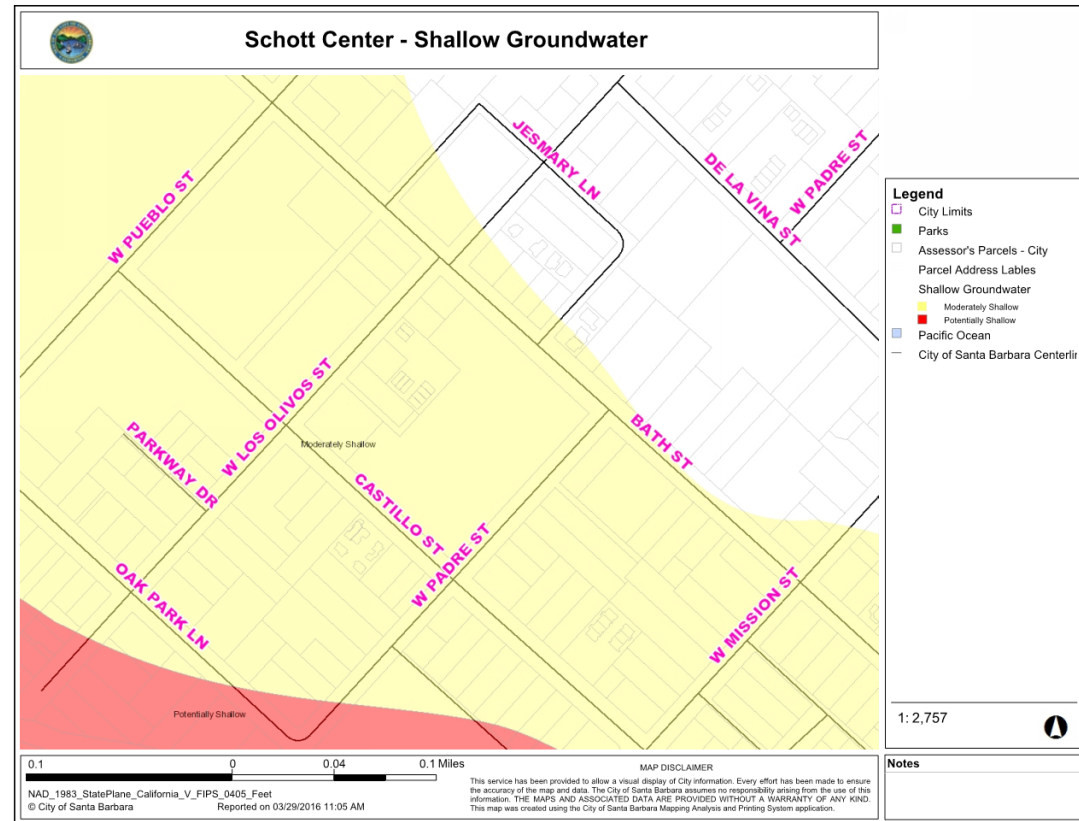 Schott Center - Shallow Groundwater
JESMARY LN
DE LA VINA ST
W PADRE ST
W PUEBLO ST
W LOS OLIVOS ST
Moderately Shallow
PARKWAY DR
BATH ST
CASTILLO ST
W PADRE ST
OAK PARK LN
W MISSION ST
Potentially Shallow
Legend
City Limits
Parks
Assessor's Parcels - City
Parcel Address Lables
Shallow Groundwater
Moderately Shallow
Potentially Shallow
Pacific Ocean
City of Santa Barbara Centerlin
1: 2,757
0.1 0 0.04 0.1 Miles
NAD_1983_StatePlane_California_V_FIPS_0405_Feet
© City of Santa Barbara Reported on 03/29/2016 11:05 AM
MAP DISCLAIMER
This service has been provided to allow a visual display of City information. Every effort has been made to ensure
the accuracy of the map and data. The City of Santa Barbara assumes no responsibility arising from the use of this
information. THE MAPS AND ASSOCIATED DATA ARE PROVIDED WITHOUT A WARRANTY OF ANY KIND.
This map was created using the City of Santa Barbara Mapping Analysis and Printing System application.
Notes